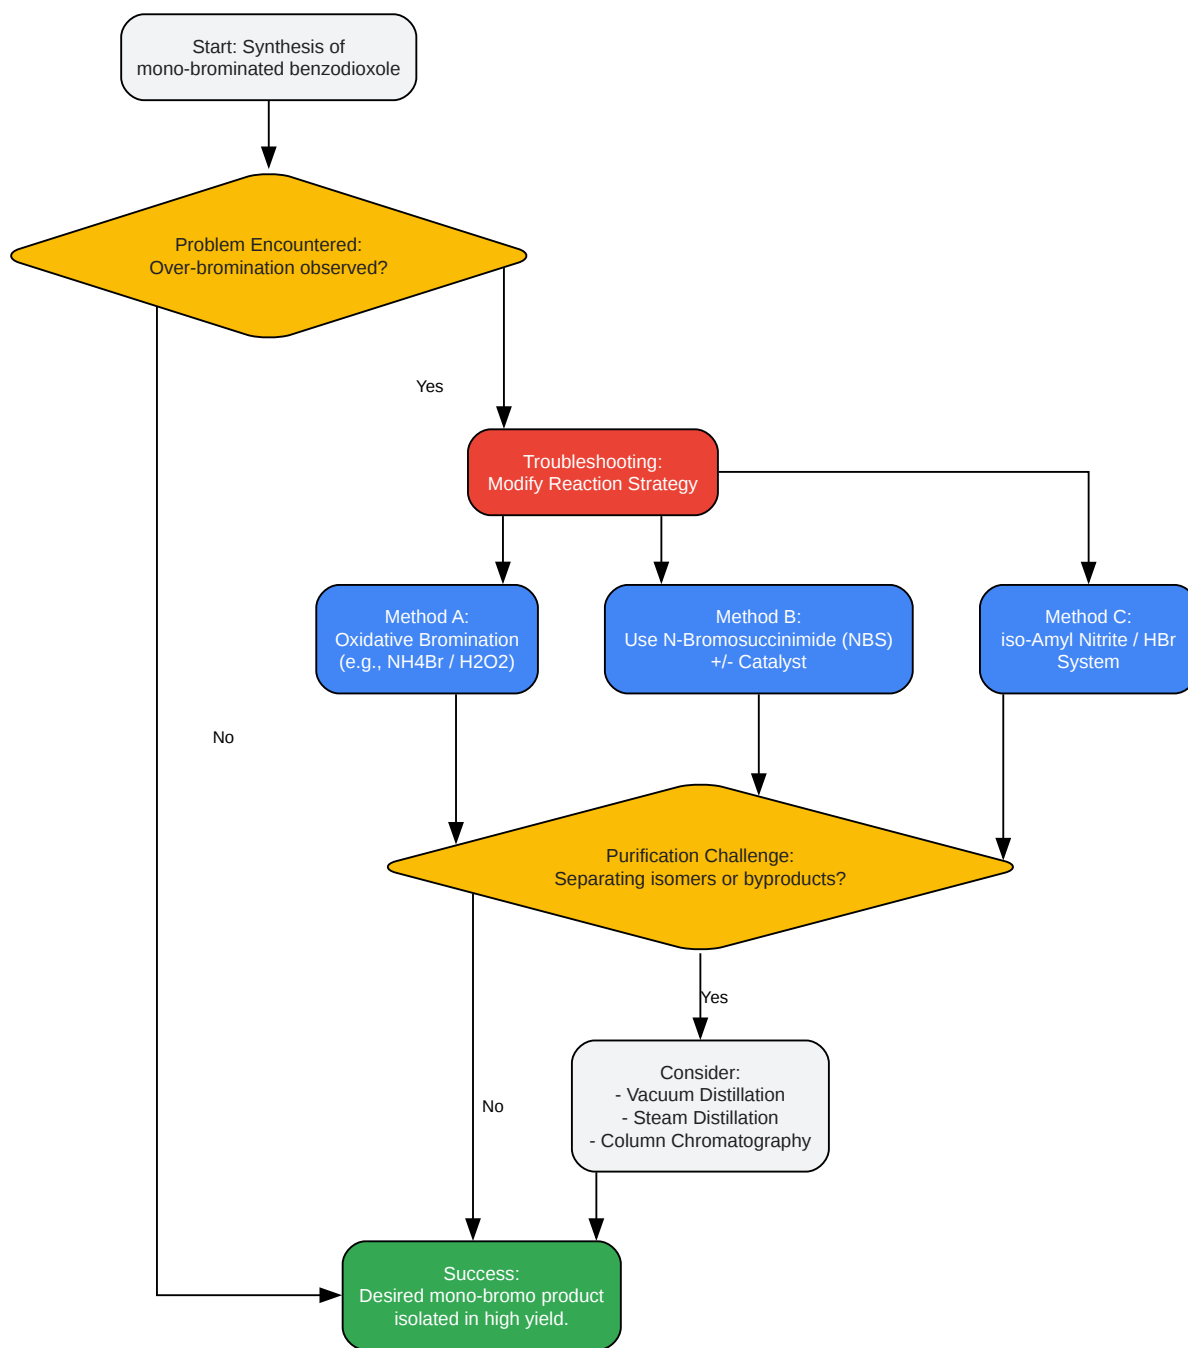 Start: Synthesis of
mono-brominated benzodioxole
Problem Encountered:
Over-bromination observed?
Yes
Troubleshooting:
Modify Reaction Strategy
Method A:
Oxidative Bromination
(e.g., NH4Br / H2O2)
Method B:
Use N-Bromosuccinimide (NBS)
+/- Catalyst
Method C:
iso-Amyl Nitrite / HBr
System
No
Purification Challenge:
Separating isomers or byproducts?
Yes
Consider:
- Vacuum Distillation
- Steam Distillation
- Column Chromatography
No
Success:
Desired mono-bromo product
isolated in high yield.